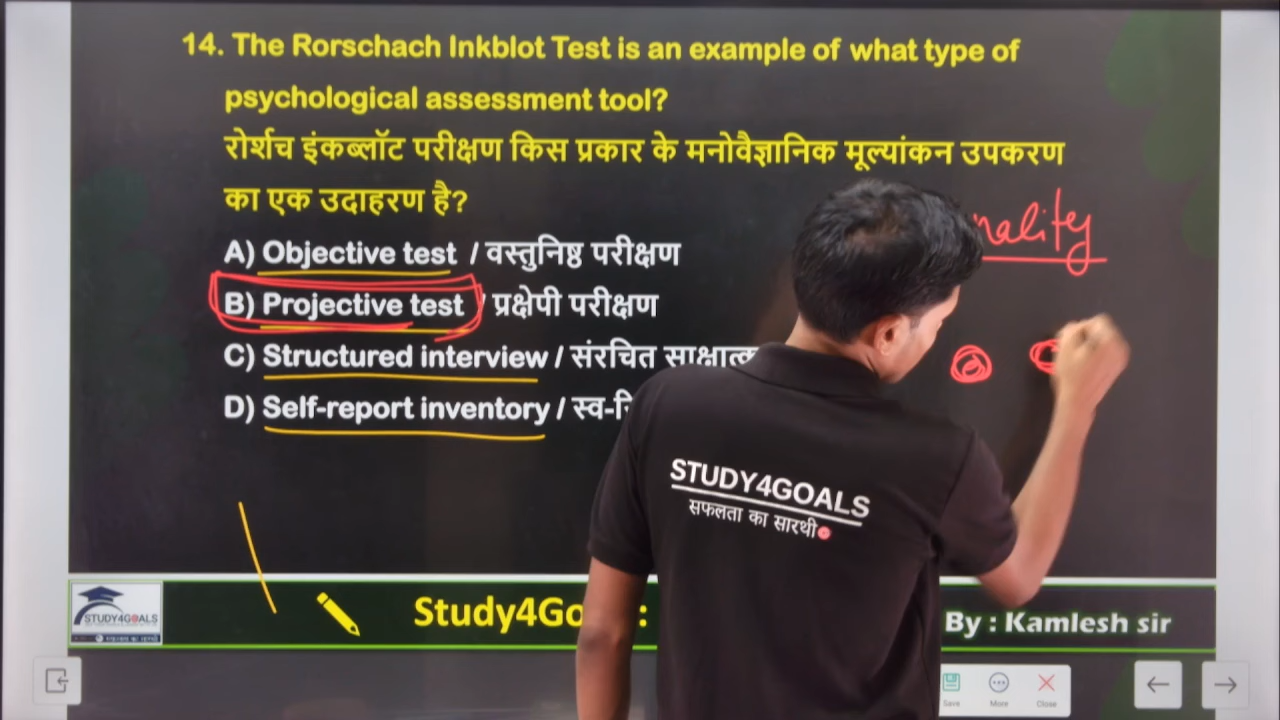 14. The Rorschach Inkblot Test is an example of what type of
psychological assessment tool?
रोर्शच इंकब्लॉट परीक्षण किस प्रकार के मनोवैज्ञानिक मूल्यांकन उपकरण
का एक उदाहरण है?
A) Objective test / वस्तुनिष्ठ परीक्षण
B) Projective test / प्रक्षेपी परीक्षण
C) Structured interview / संरचित
D) Self-report inventory /
STUDY4GOALS
सफलता का सारथी
STUDY4GOALS
By : Kamlesh sir
Save More Close